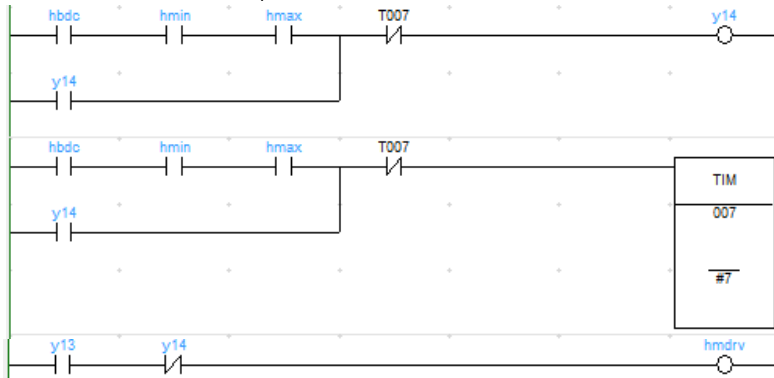 hbdc hmin hmax T007 y14
y14
hbdc hmin hmax T007
TIM
y14 007
#7
y13 y14 hmdrv